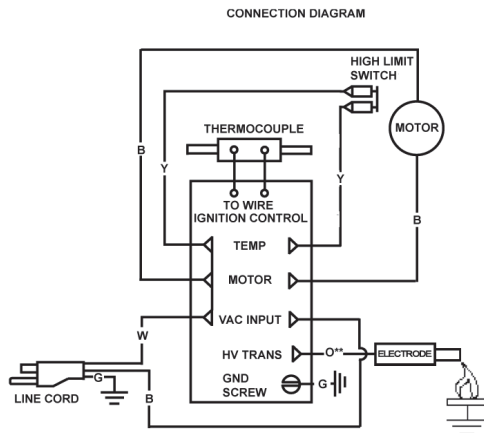 CONNECTION DIAGRAM
HIGH LIMIT
SWITCH
MOTOR
THERMOCOUPLE
B
Y
Y
B
TO WIRE
IGNITION CONTROL
TEMP
MOTOR
VAC INPUT
W
HV TRANS
O**
ELECTRODE
GND
SCREW
G
G
LINE CORD
B